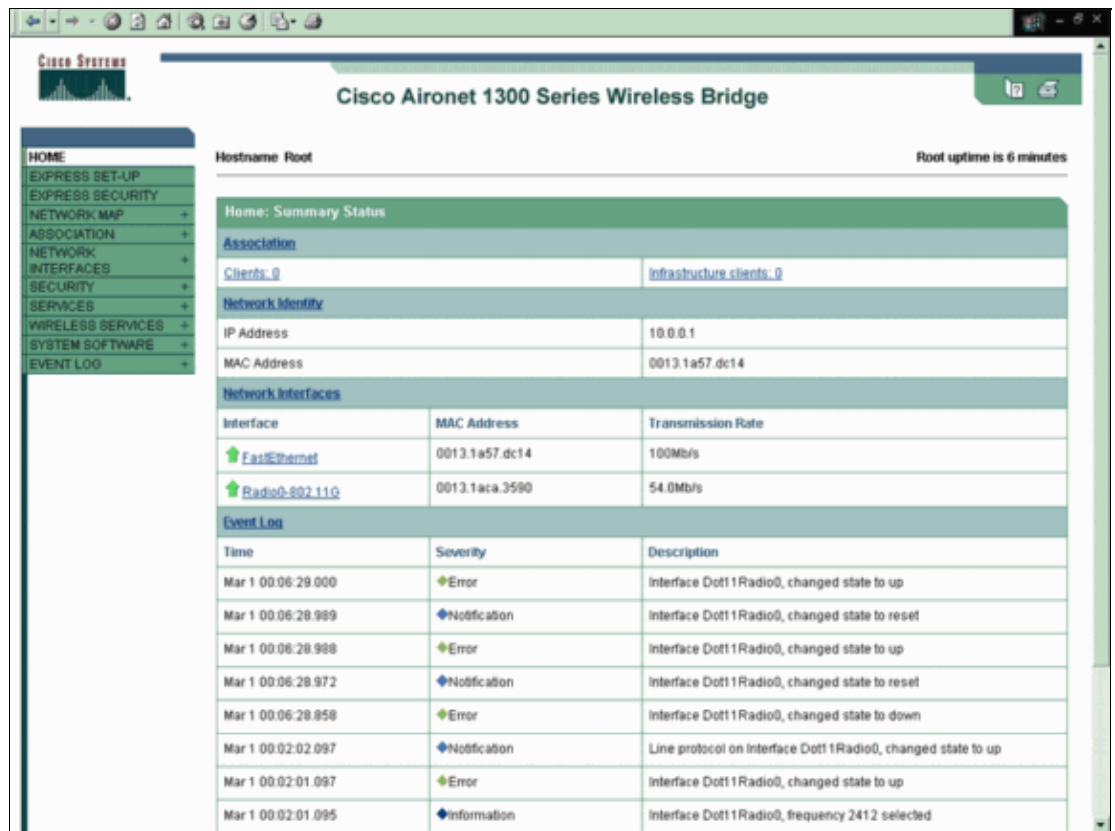 CISCO SYSTEMS
Cisco Aironet 1300 Series Wireless Bridge
HOME
EXPRESS SET-UP
EXPRESS SECURITY
NETWORK MAP +
ASSOCIATION +
NETWORK INTERFACES +
SECURITY +
SERVICES +
WIRELESS SERVICES +
SYSTEM SOFTWARE +
EVENT LOG +
Hostname Root Root uptime is 6 minutes
Home: Summary Status
Association
Clients: 0 Infrastructure clients: 0
Network Identity
IP Address 10.0.0.1
MAC Address 0013.1a57.dc14
Network Interfaces
Interface MAC Address Transmission Rate
FastEthernet 0013.1a57.dc14 100Mb/s
Radio0-802.11G 0013.1aca.3590 54.0Mb/s
Event Log
Time Severity Description
Mar 1 00:06:29.000 Error Interface Dot11Radio0, changed state to up
Mar 1 00:06:28.989 Notification Interface Dot11Radio0, changed state to reset
Mar 1 00:06:28.988 Error Interface Dot11Radio0, changed state to up
Mar 1 00:06:28.972 Notification Interface Dot11Radio0, changed state to reset
Mar 1 00:06:28.858 Error Interface Dot11Radio0, changed state to down
Mar 1 00:02:02.097 Notification Line protocol on Interface Dot11Radio0, changed state to up
Mar 1 00:02:01.097 Error Interface Dot11Radio0, changed state to up
Mar 1 00:02:01.095 Information Interface Dot11Radio0, frequency 2412 selected